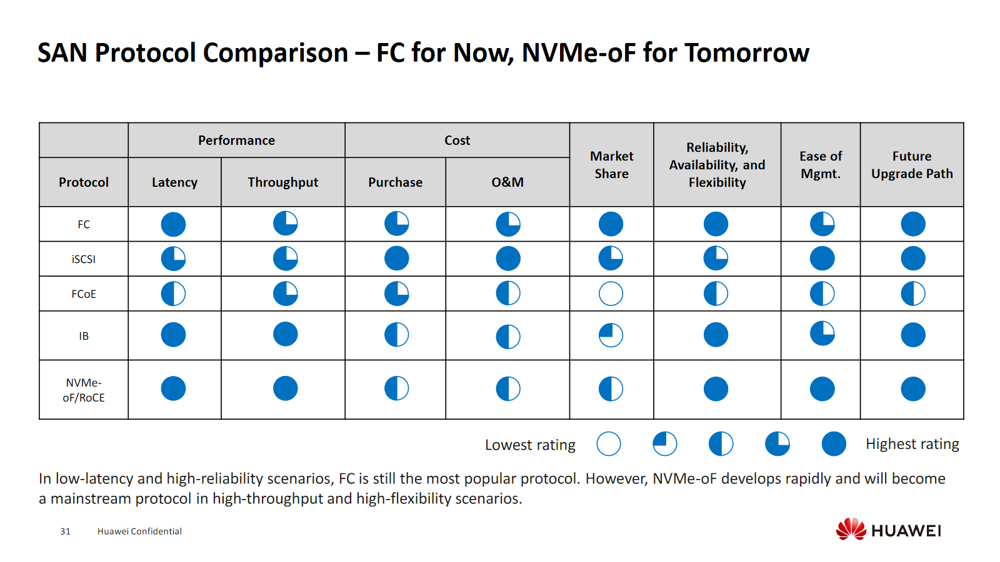 SAN Protocol Comparison – FC for Now, NVMe-oF for Tomorrow
Performance
Cost
Market
Share
Reliability,
Availability, and
Flexibility
Ease of
Mgmt.
Future
Upgrade Path
Protocol
Latency
Throughput
Purchase
O&M
FC
iSCSI
FCoE
IB
NVMe-
oF/RoCE
Lowest rating
Highest rating
In low-latency and high-reliability scenarios, FC is still the most popular protocol. However, NVMe-oF develops rapidly and will become
a mainstream protocol in high-throughput and high-flexibility scenarios.
31
Huawei Confidential
HUAWEI